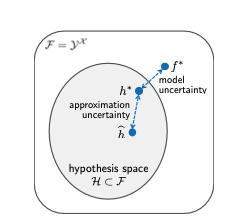 𝓕 = 𝒴^𝒳
h*
f*
model
uncertainty
approximation
uncertainty
ĥ
hypothesis space
𝓗 ⊂ 𝓕